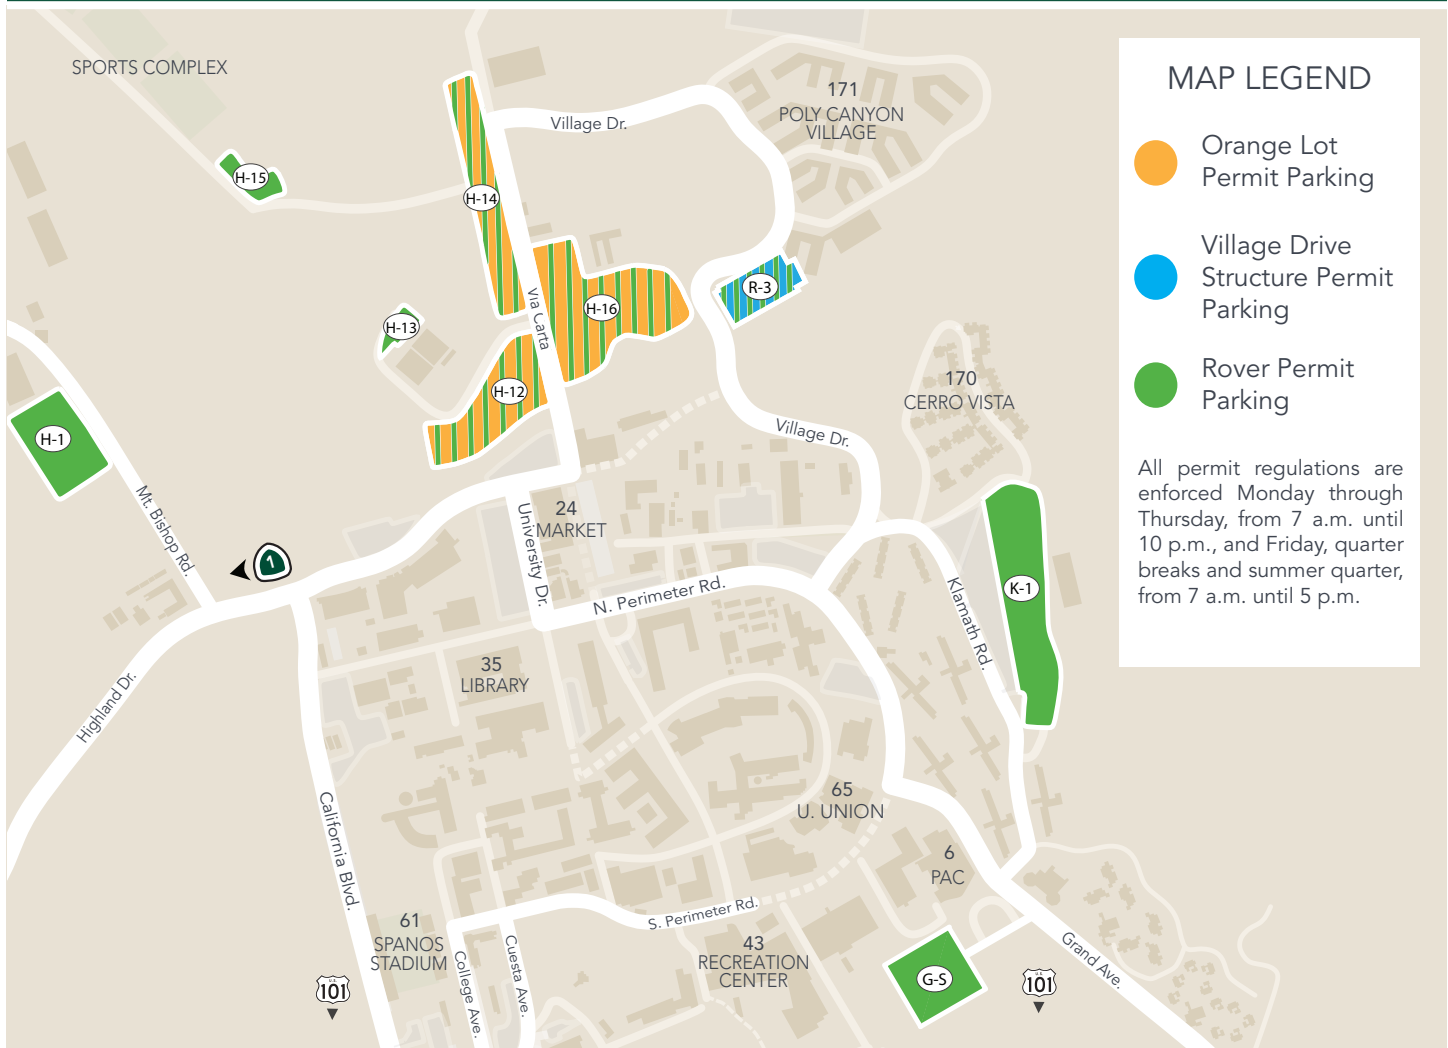 SPORTS COMPLEX
171
POLY CANYON
VILLAGE
Village Dr.
H-15
H-14
Via Carta
H-16
R-3
H-13
H-12
H-1
170
CERRO VISTA
Village Dr.
Mt. Bishop Rd.
1
24
MARKET
University Dr.
N. Perimeter Rd.
Klamath Rd.
K-1
35
LIBRARY
Highland Dr.
California Blvd.
65
U. UNION
6
PAC
61
SPANOS
STADIUM
S. Perimeter Rd.
43
RECREATION
CENTER
College Ave.
Cuesta Ave.
G-S
Grand Ave.
U.S.
101
U.S.
101
MAP LEGEND
Orange Lot
Permit Parking
Village Drive
Structure Permit
Parking
Rover Permit
Parking
All permit regulations are
enforced Monday through
Thursday, from 7 a.m. until
10 p.m., and Friday, quarter
breaks and summer quarter,
from 7 a.m. until 5 p.m.